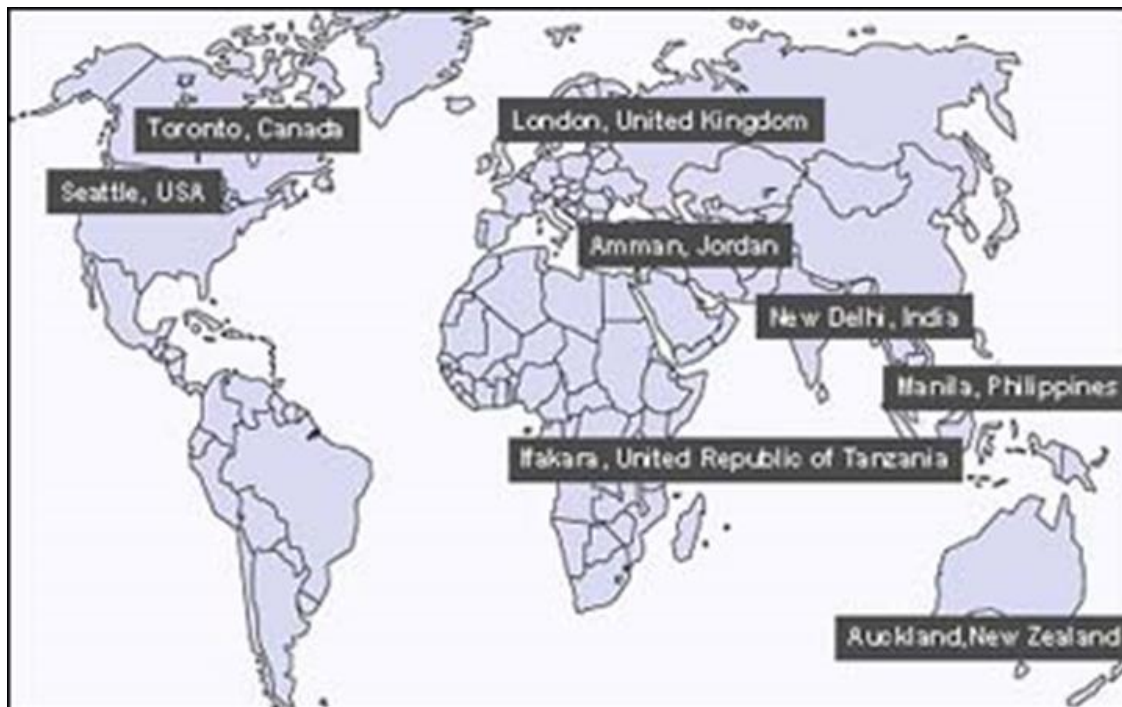 Toronto, Canada
London, United Kingdom
Seattle, USA
Amman, Jordan
New Delhi, India
Manila, Philippines
Ifakara, United Republic of Tanzania
Auckland,New Zealand